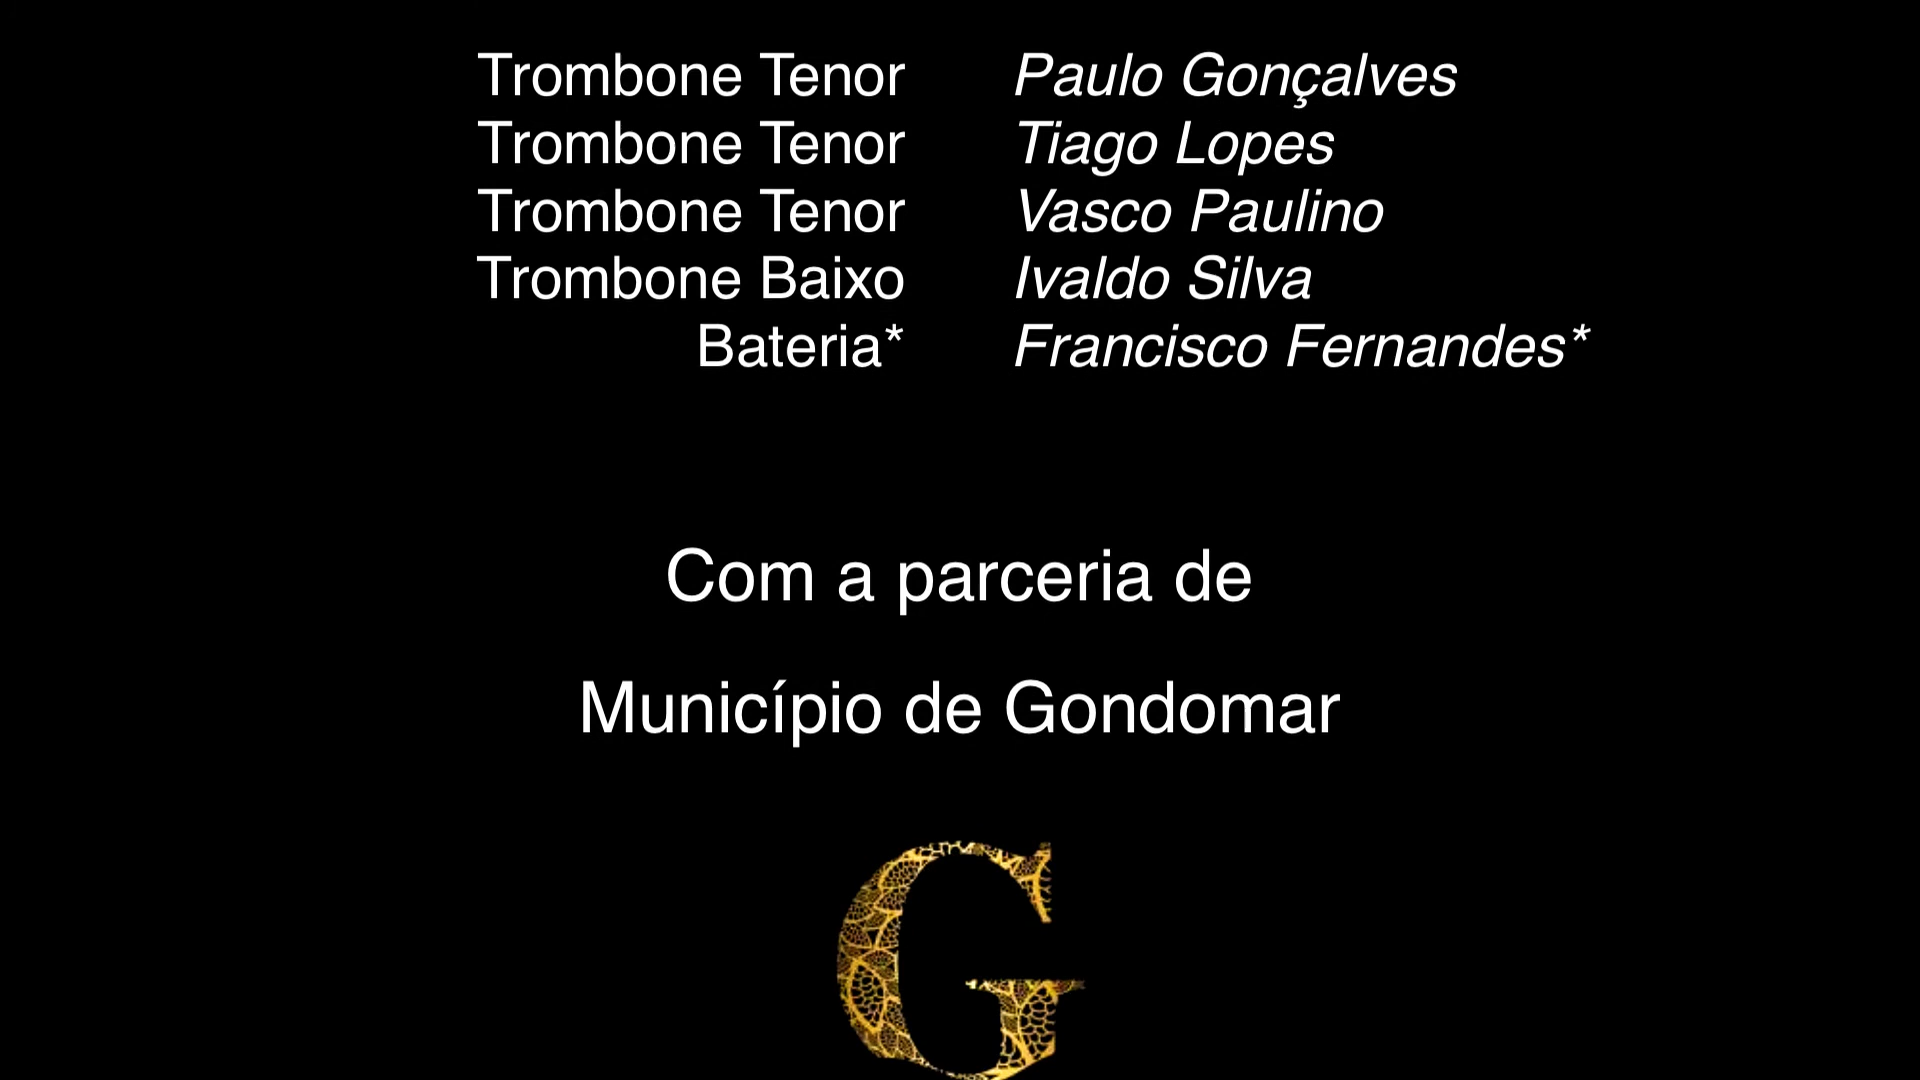 Trombone Tenor Paulo Gonçalves
Trombone Tenor Tiago Lopes
Trombone Tenor Vasco Paulino
Trombone Baixo Ivaldo Silva
Bateria* Francisco Fernandes*
Com a parceria de
Município de Gondomar
G